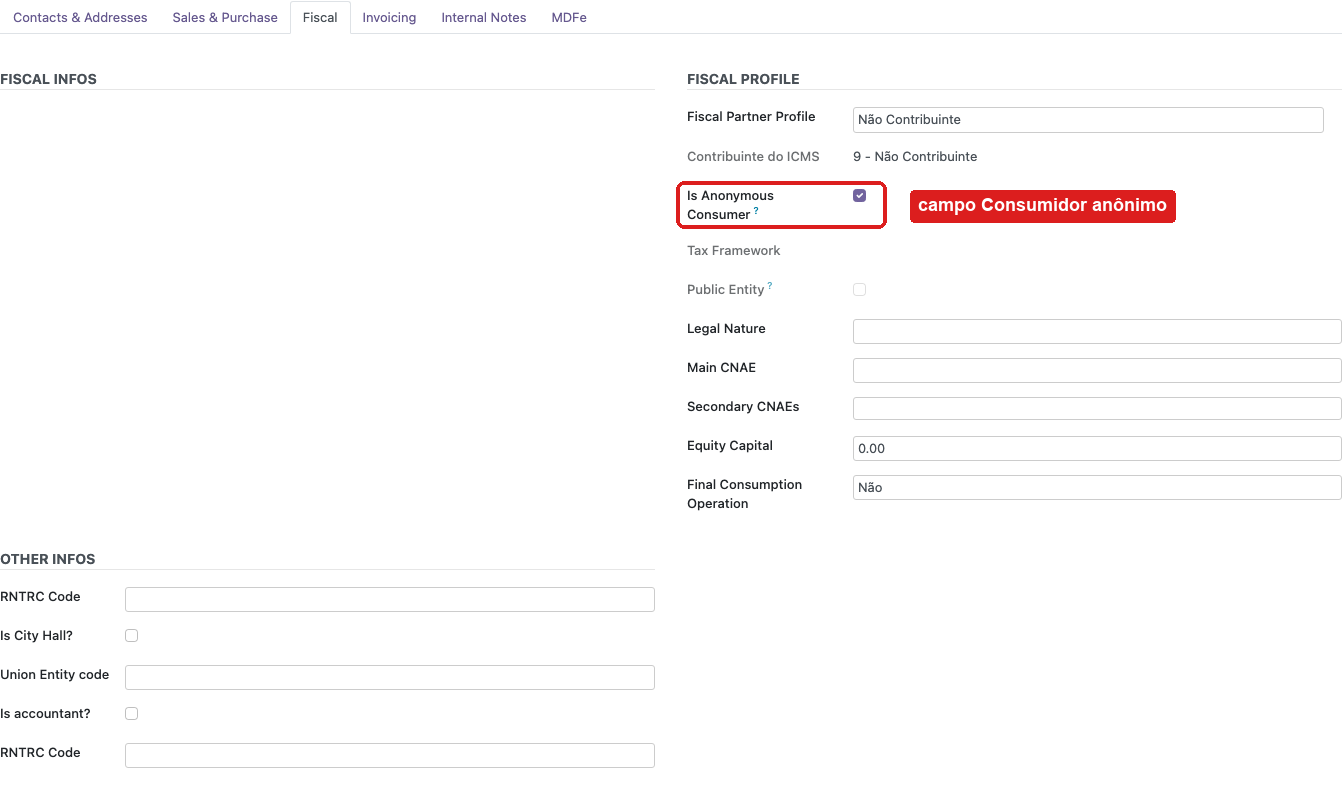 Contacts & Addresses Sales & Purchase Fiscal Invoicing Internal Notes MDFe
FISCAL INFOS
FISCAL PROFILE
Fiscal Partner Profile Não Contribuinte
Contribuinte do ICMS 9 - Não Contribuinte
Is Anonymous
Consumer ?
campo Consumidor anônimo
Tax Framework
Public Entity ?
Legal Nature
Main CNAE
Secondary CNAEs
Equity Capital 0.00
Final Consumption
Operation
Não
OTHER INFOS
RNTRC Code
Is City Hall?
Union Entity code
Is accountant?
RNTRC Code